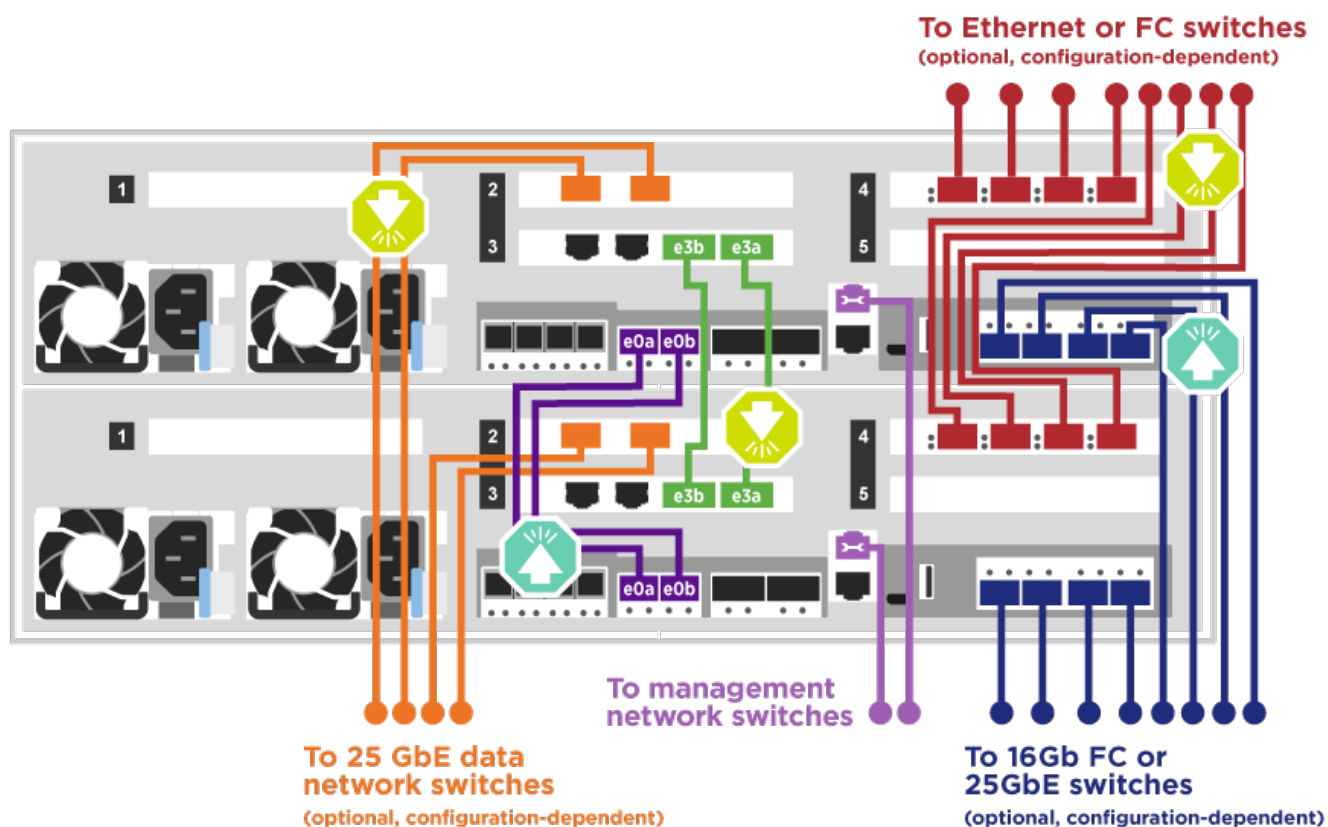 To Ethernet or FC switches
(optional, configuration-dependent)
1
2
4
3
e3b
e3a
5
e0a
e0b
1
2
4
3
e3b
e3a
5
e0a
e0b
To management
network switches
To 25 GbE data
network switches
(optional, configuration-dependent)
To 16Gb FC or
25GbE switches
(optional, configuration-dependent)